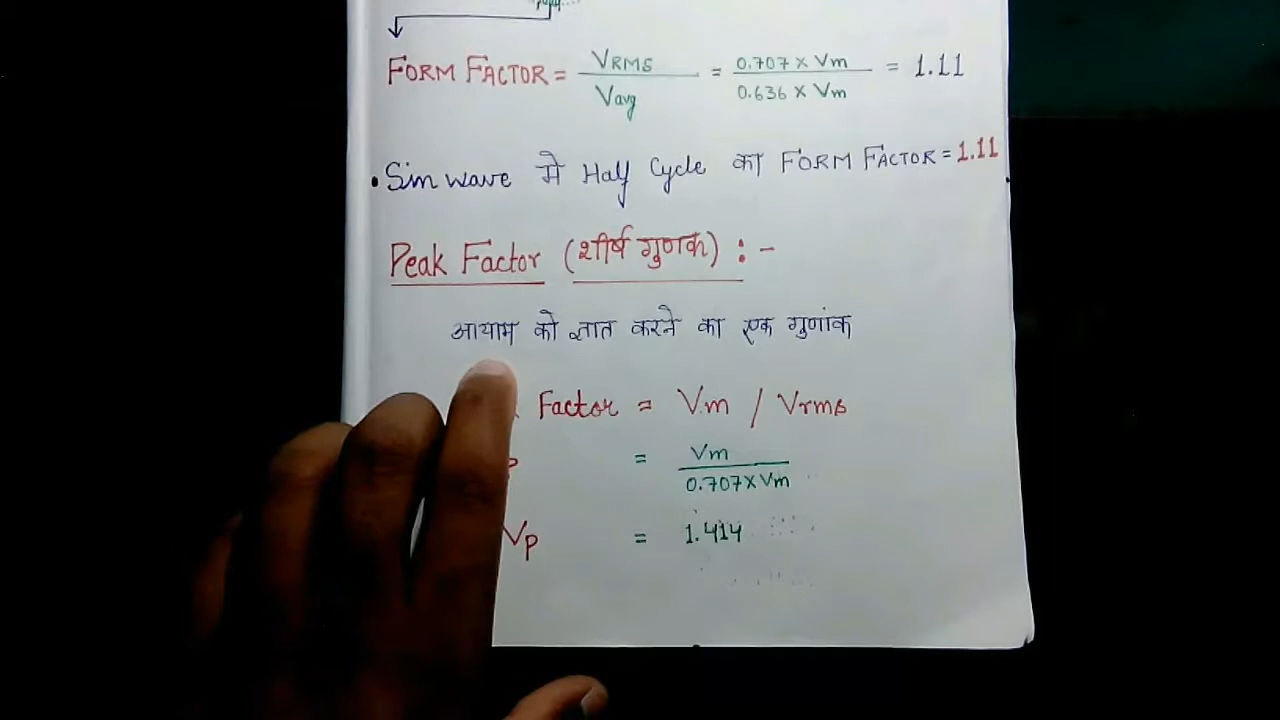 FORM FACTOR = VRMS / Vavg = 0.707 x Vm / 0.636 x Vm = 1.11
• Sin wave मे Half Cycle का FORM FACTOR = 1.11
Peak Factor (शीर्ष गुणक) : -
आयाम को ज्ञात करने का एक गुणांक
Factor = Vm / Vrms
= Vm / 0.707 x Vm
Vp = 1.414